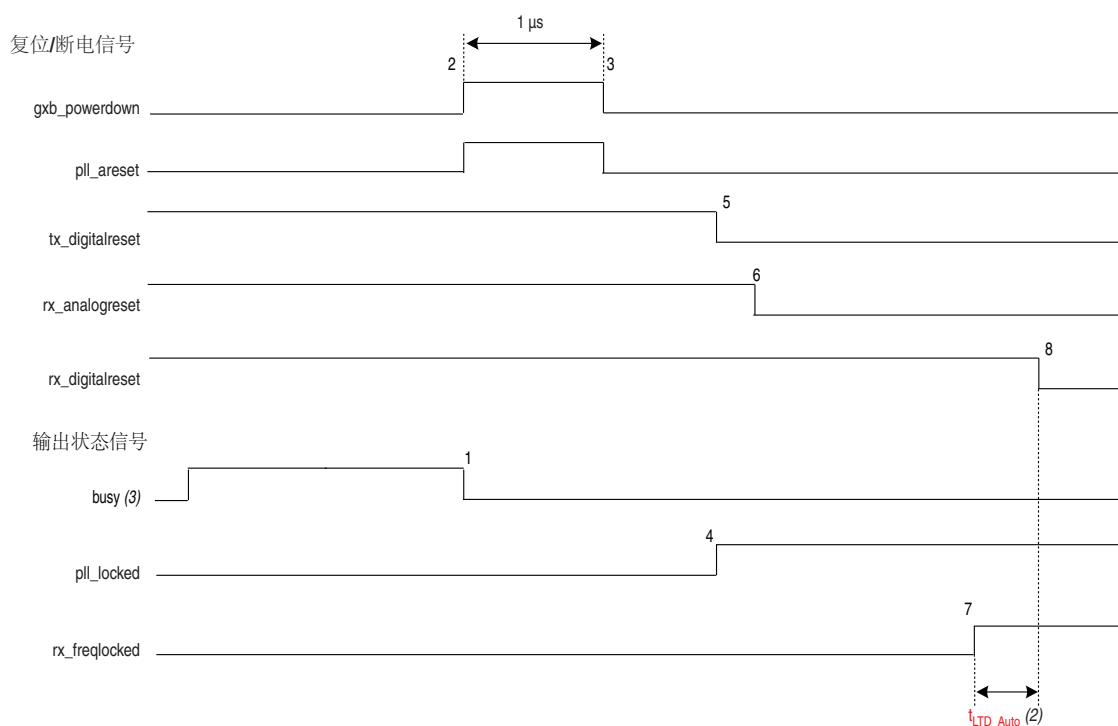 1 μs
复位/断电信号
2
3
gxb_powerdown
pll_areset
5
tx_digitalreset
6
rx_analogreset
8
rx_digitalreset
输出状态信号
1
busy (3)
4
pll_locked
7
rx_freqlocked
tLTD_Auto (2)